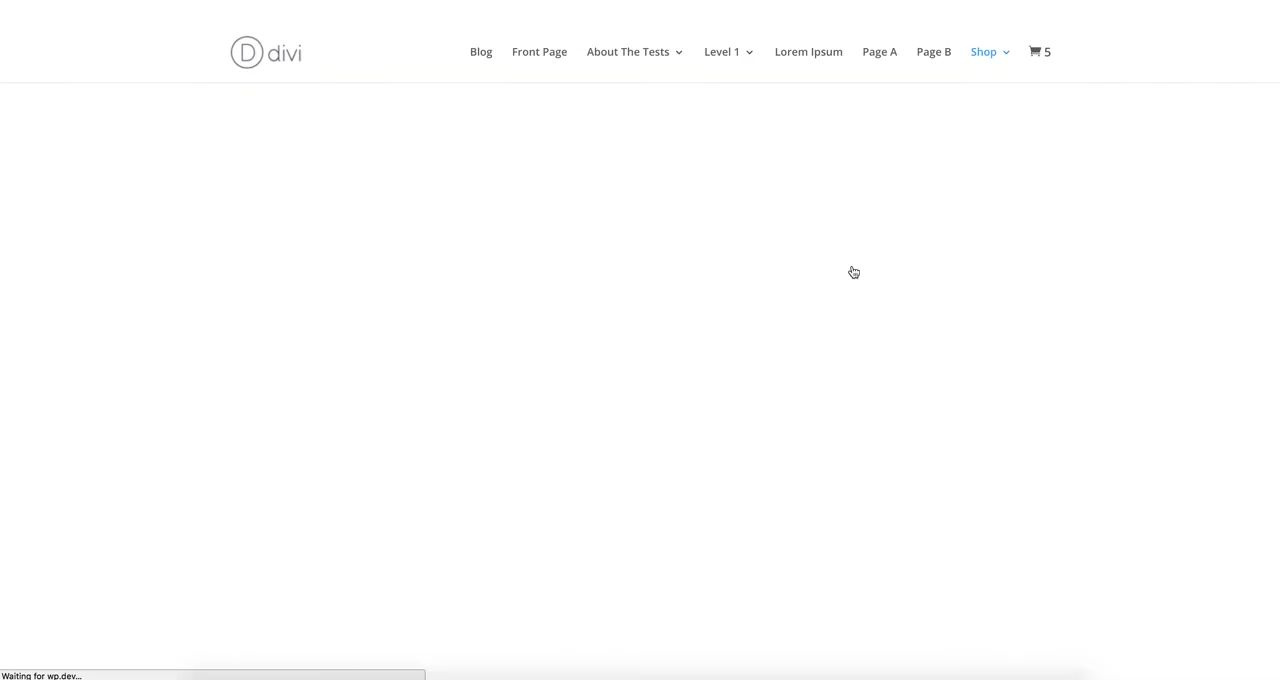 D divi Blog Front Page About The Tests Level 1 Lorem Ipsum Page A Page B Shop 5
Waiting for wp.dev...